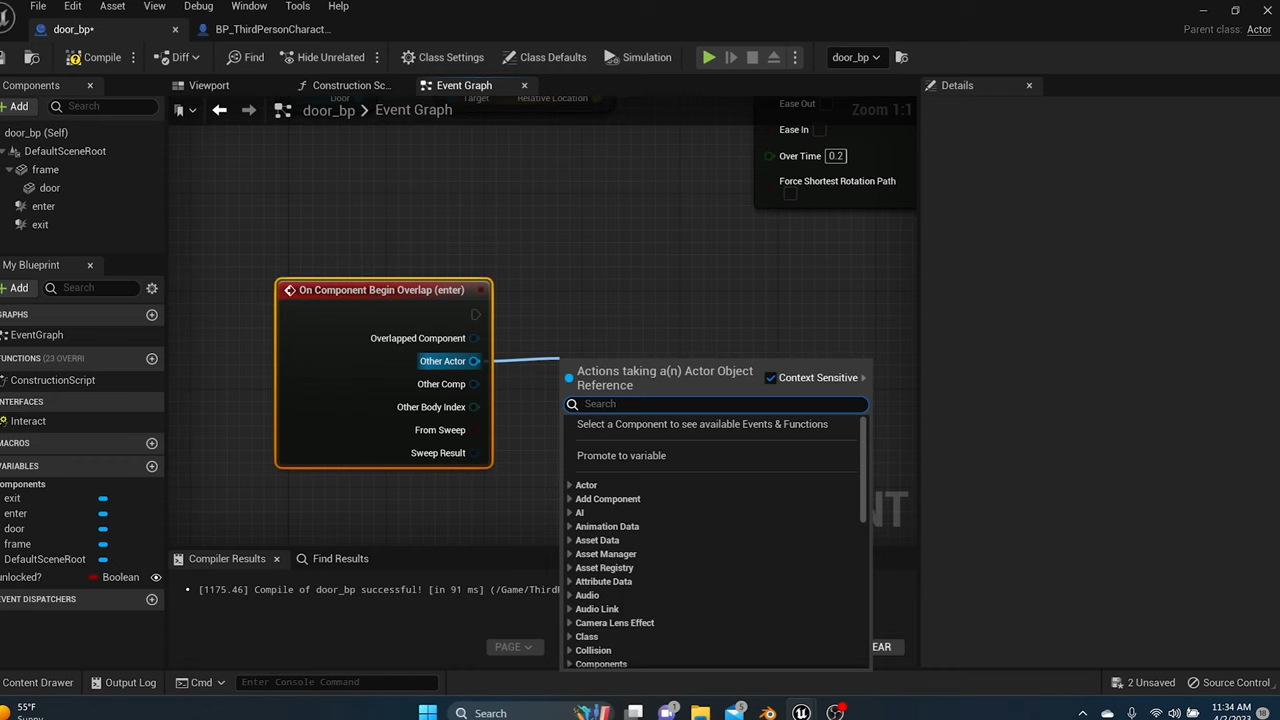 File Edit Asset View Debug Window Tools Help
door_bp•
BP_ThirdPersonCharact...
Parent class: Actor
Compile
Diff
Find
Hide Unrelated
Class Settings
Class Defaults
Simulation
door_bp
Components
Viewport
Construction Sc...
Event Graph
Details
Add
Search
door_bp > Event Graph
Door
Target
Relative Location
Zoom 1:1
door_bp (Self)
DefaultSceneRoot
frame
door
enter
exit
Ease Out
Ease In
Over Time 0.2
Force Shortest Rotation Path
My Blueprint
Add
Search
GRAPHS
EventGraph
FUNCTIONS (23 OVERRI
ConstructionScript
INTERFACES
Interact
MACROS
VARIABLES
Components
exit
enter
door
frame
DefaultSceneRoot
unlocked?
Boolean
EVENT DISPATCHERS
On Component Begin Overlap (enter)
Overlapped Component
Other Actor
Other Comp
Other Body Index
From Sweep
Sweep Result
Actions taking a(n) Actor Object
Reference
Context Sensitive
Search
Select a Component to see available Events & Functions
Promote to variable
Actor
Add Component
AI
Animation Data
Asset Data
Asset Manager
Asset Registry
Attribute Data
Audio
Audio Link
Camera Lens Effect
Class
Collision
Components
NT
Compiler Results
Find Results
[1175.46] Compile of door_bp successful! [in 91 ms] (/Game/ThirdP
PAGE
EAR
Content Drawer
Output Log
Cmd
Enter Console Command
2 Unsaved
Source Control
55°F
Sunny
Search
11:34 AM